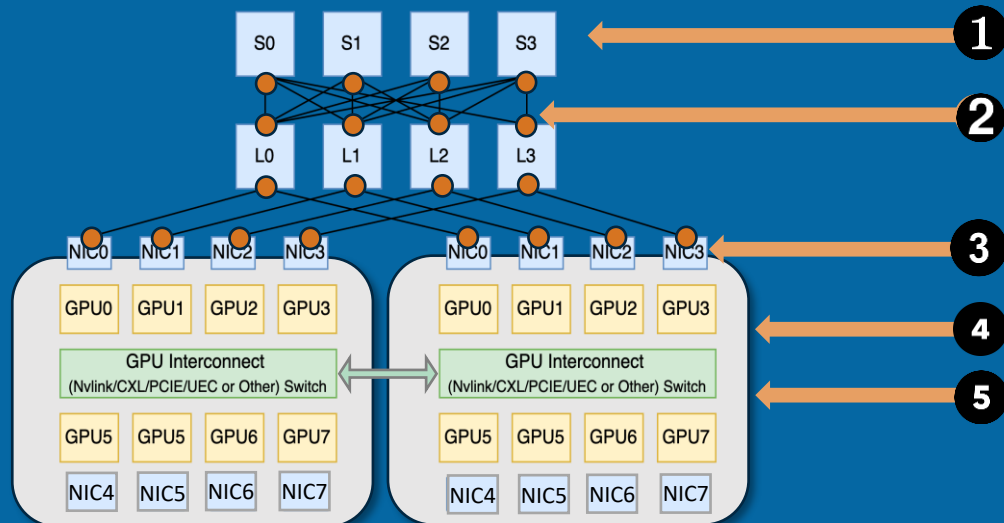 S0 S1 S2 S3 1
2
L0 L1 L2 L3
NIC0 NIC1 NIC2 NIC3 NIC0 NIC1 NIC2 NIC3 3
GPU0 GPU1 GPU2 GPU3 GPU0 GPU1 GPU2 GPU3 4
GPU Interconnect GPU Interconnect
(Nvlink/CXL/PCIE/UEC or Other) Switch (Nvlink/CXL/PCIE/UEC or Other) Switch 5
GPU5 GPU5 GPU6 GPU7 GPU5 GPU5 GPU6 GPU7
NIC4 NIC5 NIC6 NIC7 NIC4 NIC5 NIC6 NIC7